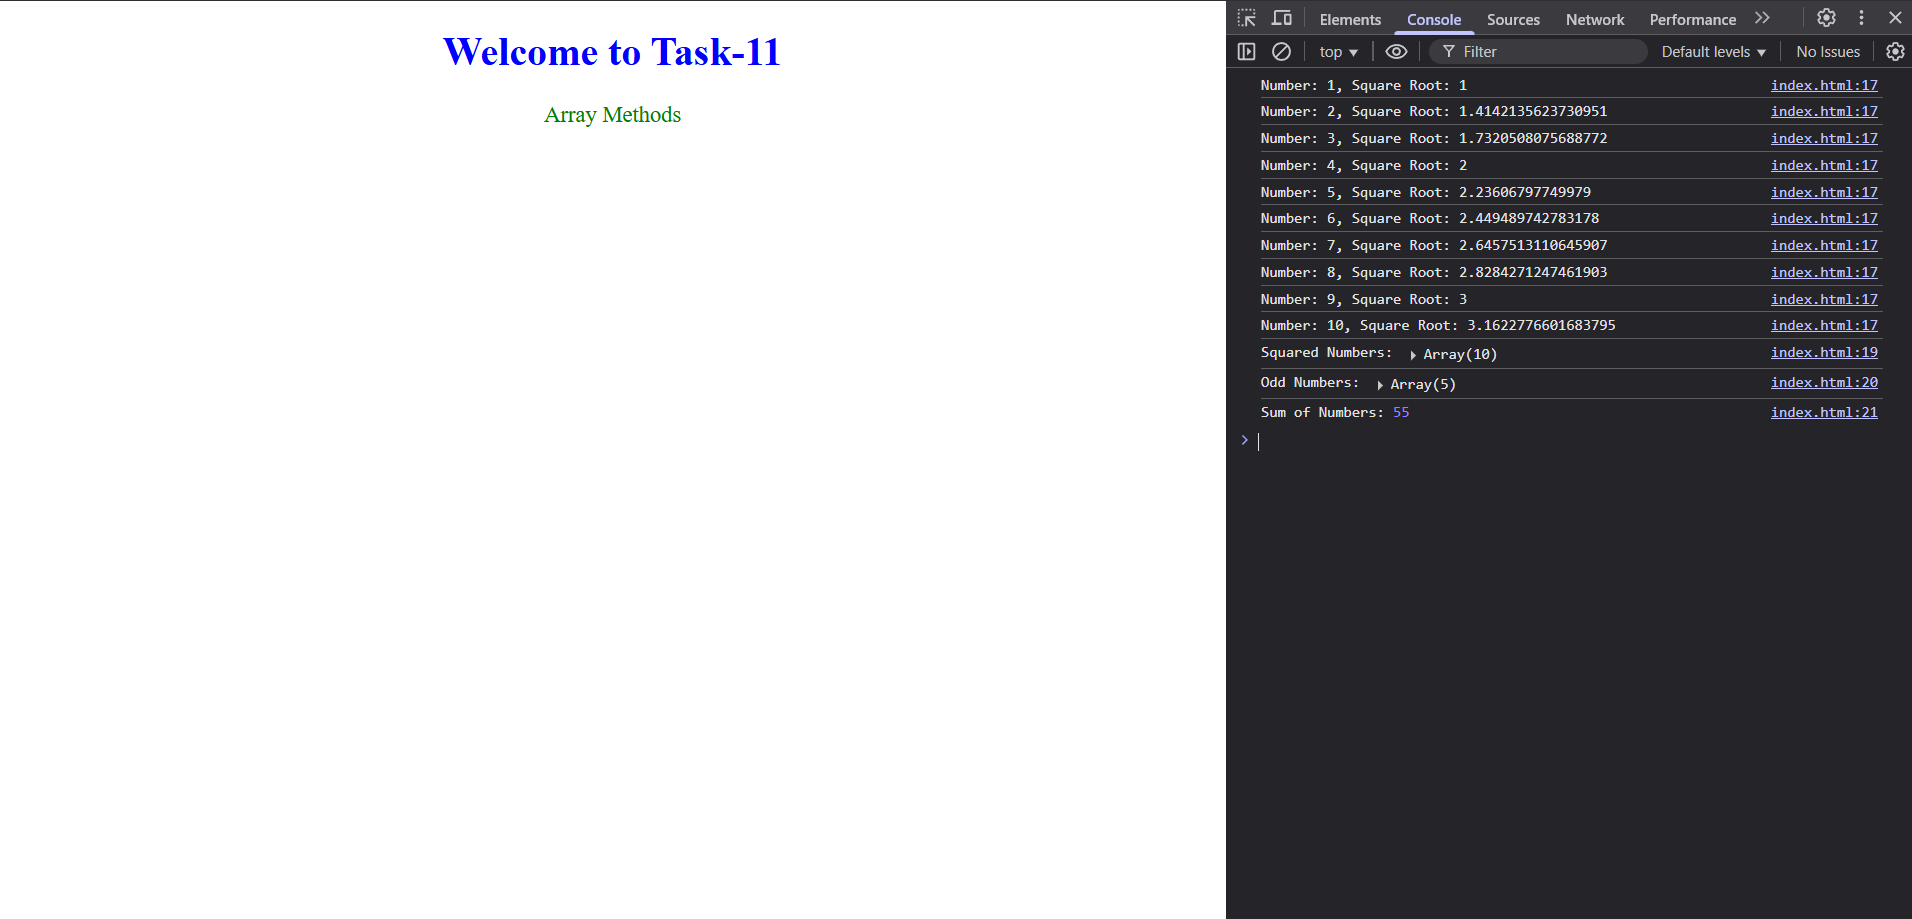 Welcome to Task-11
Array Methods
Elements Console Sources Network Performance
top Filter Default levels No Issues
Number: 1, Square Root: 1 index.html:17
Number: 2, Square Root: 1.4142135623730951 index.html:17
Number: 3, Square Root: 1.7320508075688772 index.html:17
Number: 4, Square Root: 2 index.html:17
Number: 5, Square Root: 2.23606797749979 index.html:17
Number: 6, Square Root: 2.449489742783178 index.html:17
Number: 7, Square Root: 2.6457513110645907 index.html:17
Number: 8, Square Root: 2.8284271247461903 index.html:17
Number: 9, Square Root: 3 index.html:17
Number: 10, Square Root: 3.1622776601683795 index.html:17
Squared Numbers: Array(10) index.html:19
Odd Numbers: Array(5) index.html:20
Sum of Numbers: 55 index.html:21